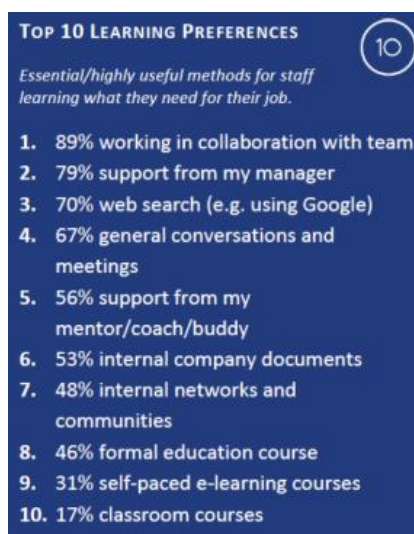 TOP 10 LEARNING PREFERENCES
10
Essential/highly useful methods for staff
learning what they need for their job.
1. 89% working in collaboration with team
2. 79% support from my manager
3. 70% web search (e.g. using Google)
4. 67% general conversations and
meetings
5. 56% support from my
mentor/coach/buddy
6. 53% internal company documents
7. 48% internal networks and
communities
8. 46% formal education course
9. 31% self-paced e-learning courses
10. 17% classroom courses